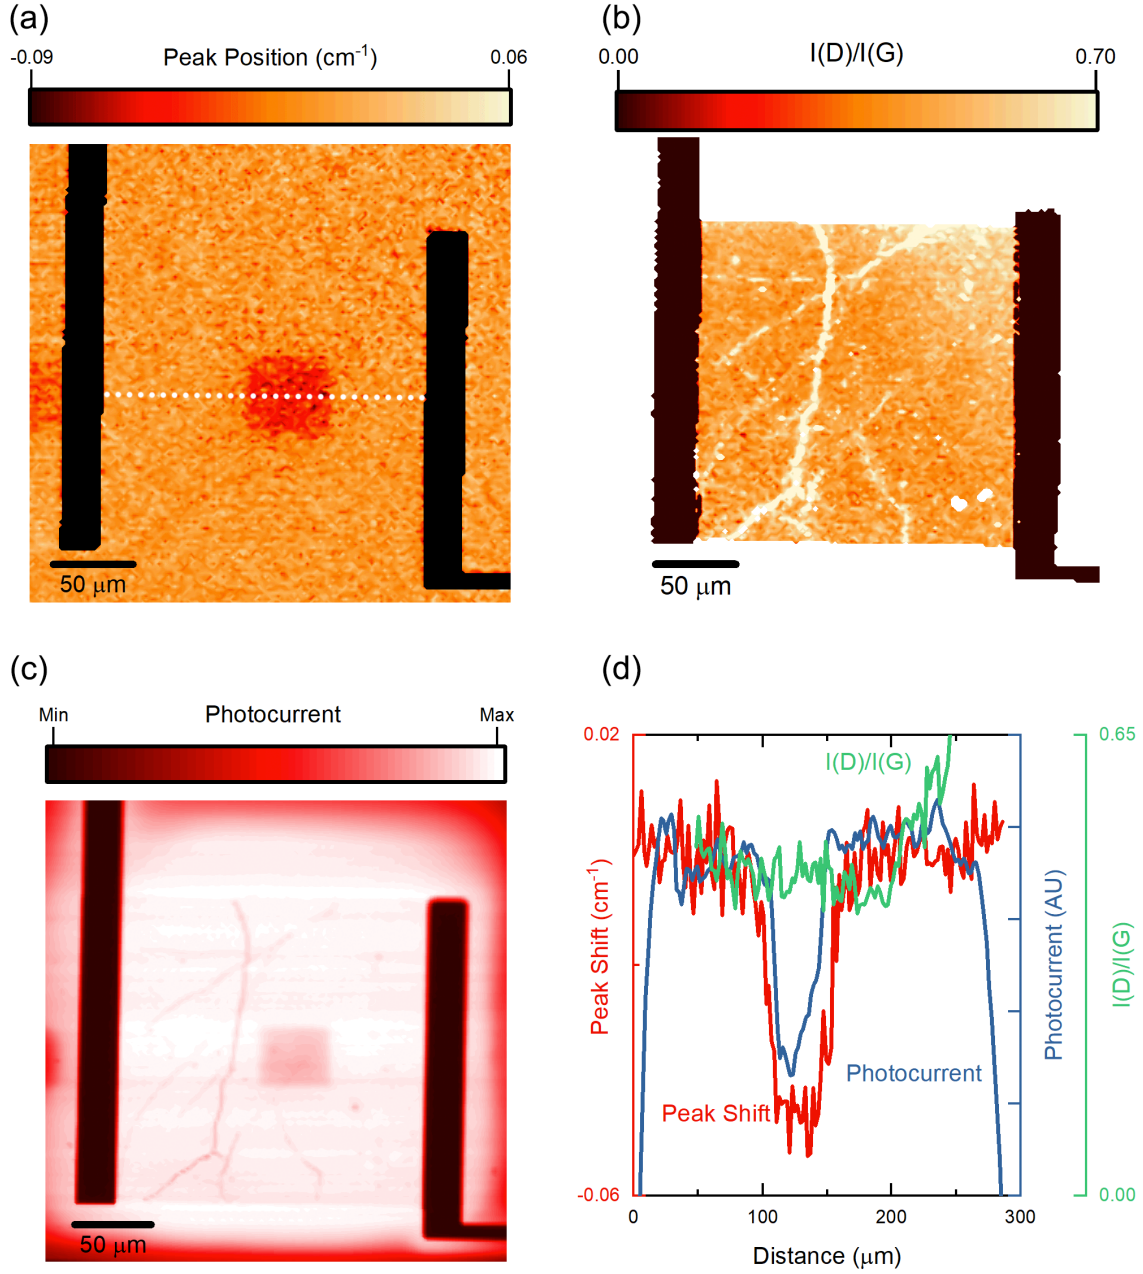 (a)
-0.09 Peak Position (cm-1) 0.06
50 μm
(b)
0.00 I(D)/I(G) 0.70
50 μm
(c)
Min Photocurrent Max
50 μm
(d)
0.02
0.65
I(D)/I(G)
Peak Shift (cm-1)
Photocurrent (AU)
I(D)/I(G)
Photocurrent
Peak Shift
-0.06
0.00
0 100 200 300
Distance (μm)